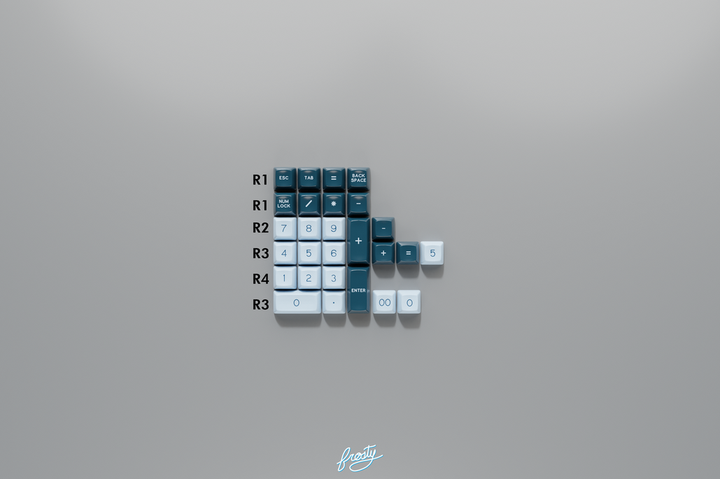 R1 ESC TAB = BACK SPACE
R1 NUM LOCK / * -
R2 7 8 9 + -
R3 4 5 6 + = 5
R4 1 2 3 ENTER
R3 0 . 00 0
frosty